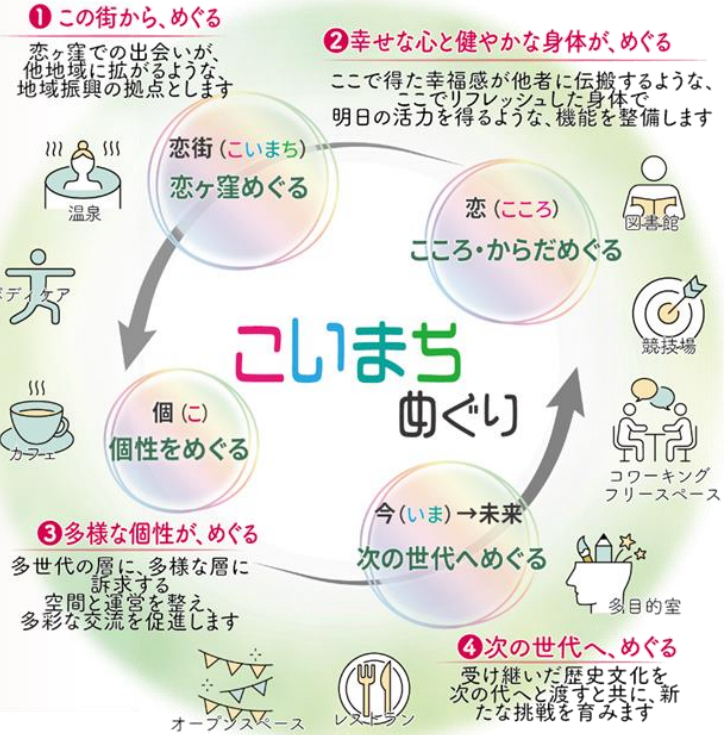 ❶ この街から、めぐる
恋ヶ窪での出会いが、
他地域に拡がるような、
地域振興の拠点とします
❷幸せな心と健やかな身体が、めぐる
ここで得た幸福感が他者に伝搬するような、
ここでリフレッシュした身体で
明日の活力を得るような、機能を整備します
恋街（こいまち）
恋ヶ窪めぐる
恋（こころ）
こころ・からだめぐる
温泉
図書館
ボディケア
競技場
こいまち
めぐり
個（こ）
個性をめぐる
カフェ
コワーキング
フリースペース
今（いま）→未来
次の世代へめぐる
❸多様な個性が、めぐる
多世代の層に、多様な層に
訴求する
空間と運営を整え、
多彩な交流を促進します
多目的室
❹次の世代へ、めぐる
受け継いだ歴史文化を
次の代へと渡すと共に、新
たな挑戦を育みます
オープンスペース
レストラン